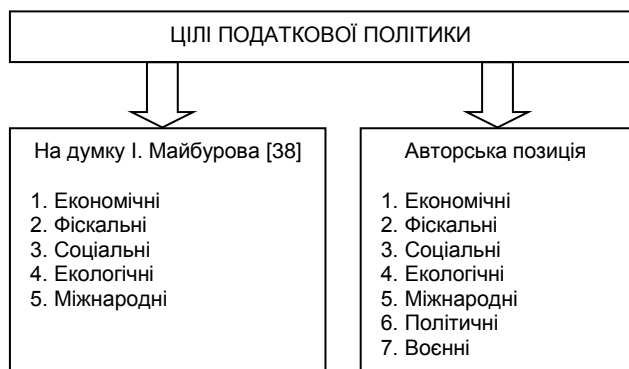 ЦІЛІ ПОДАТКОВОЇ ПОЛІТИКИ
На думку І. Майбурова [38]
1. Економічні
2. Фіскальні
3. Соціальні
4. Екологічні
5. Міжнародні
Авторська позиція
1. Економічні
2. Фіскальні
3. Соціальні
4. Екологічні
5. Міжнародні
6. Політичні
7. Воєнні